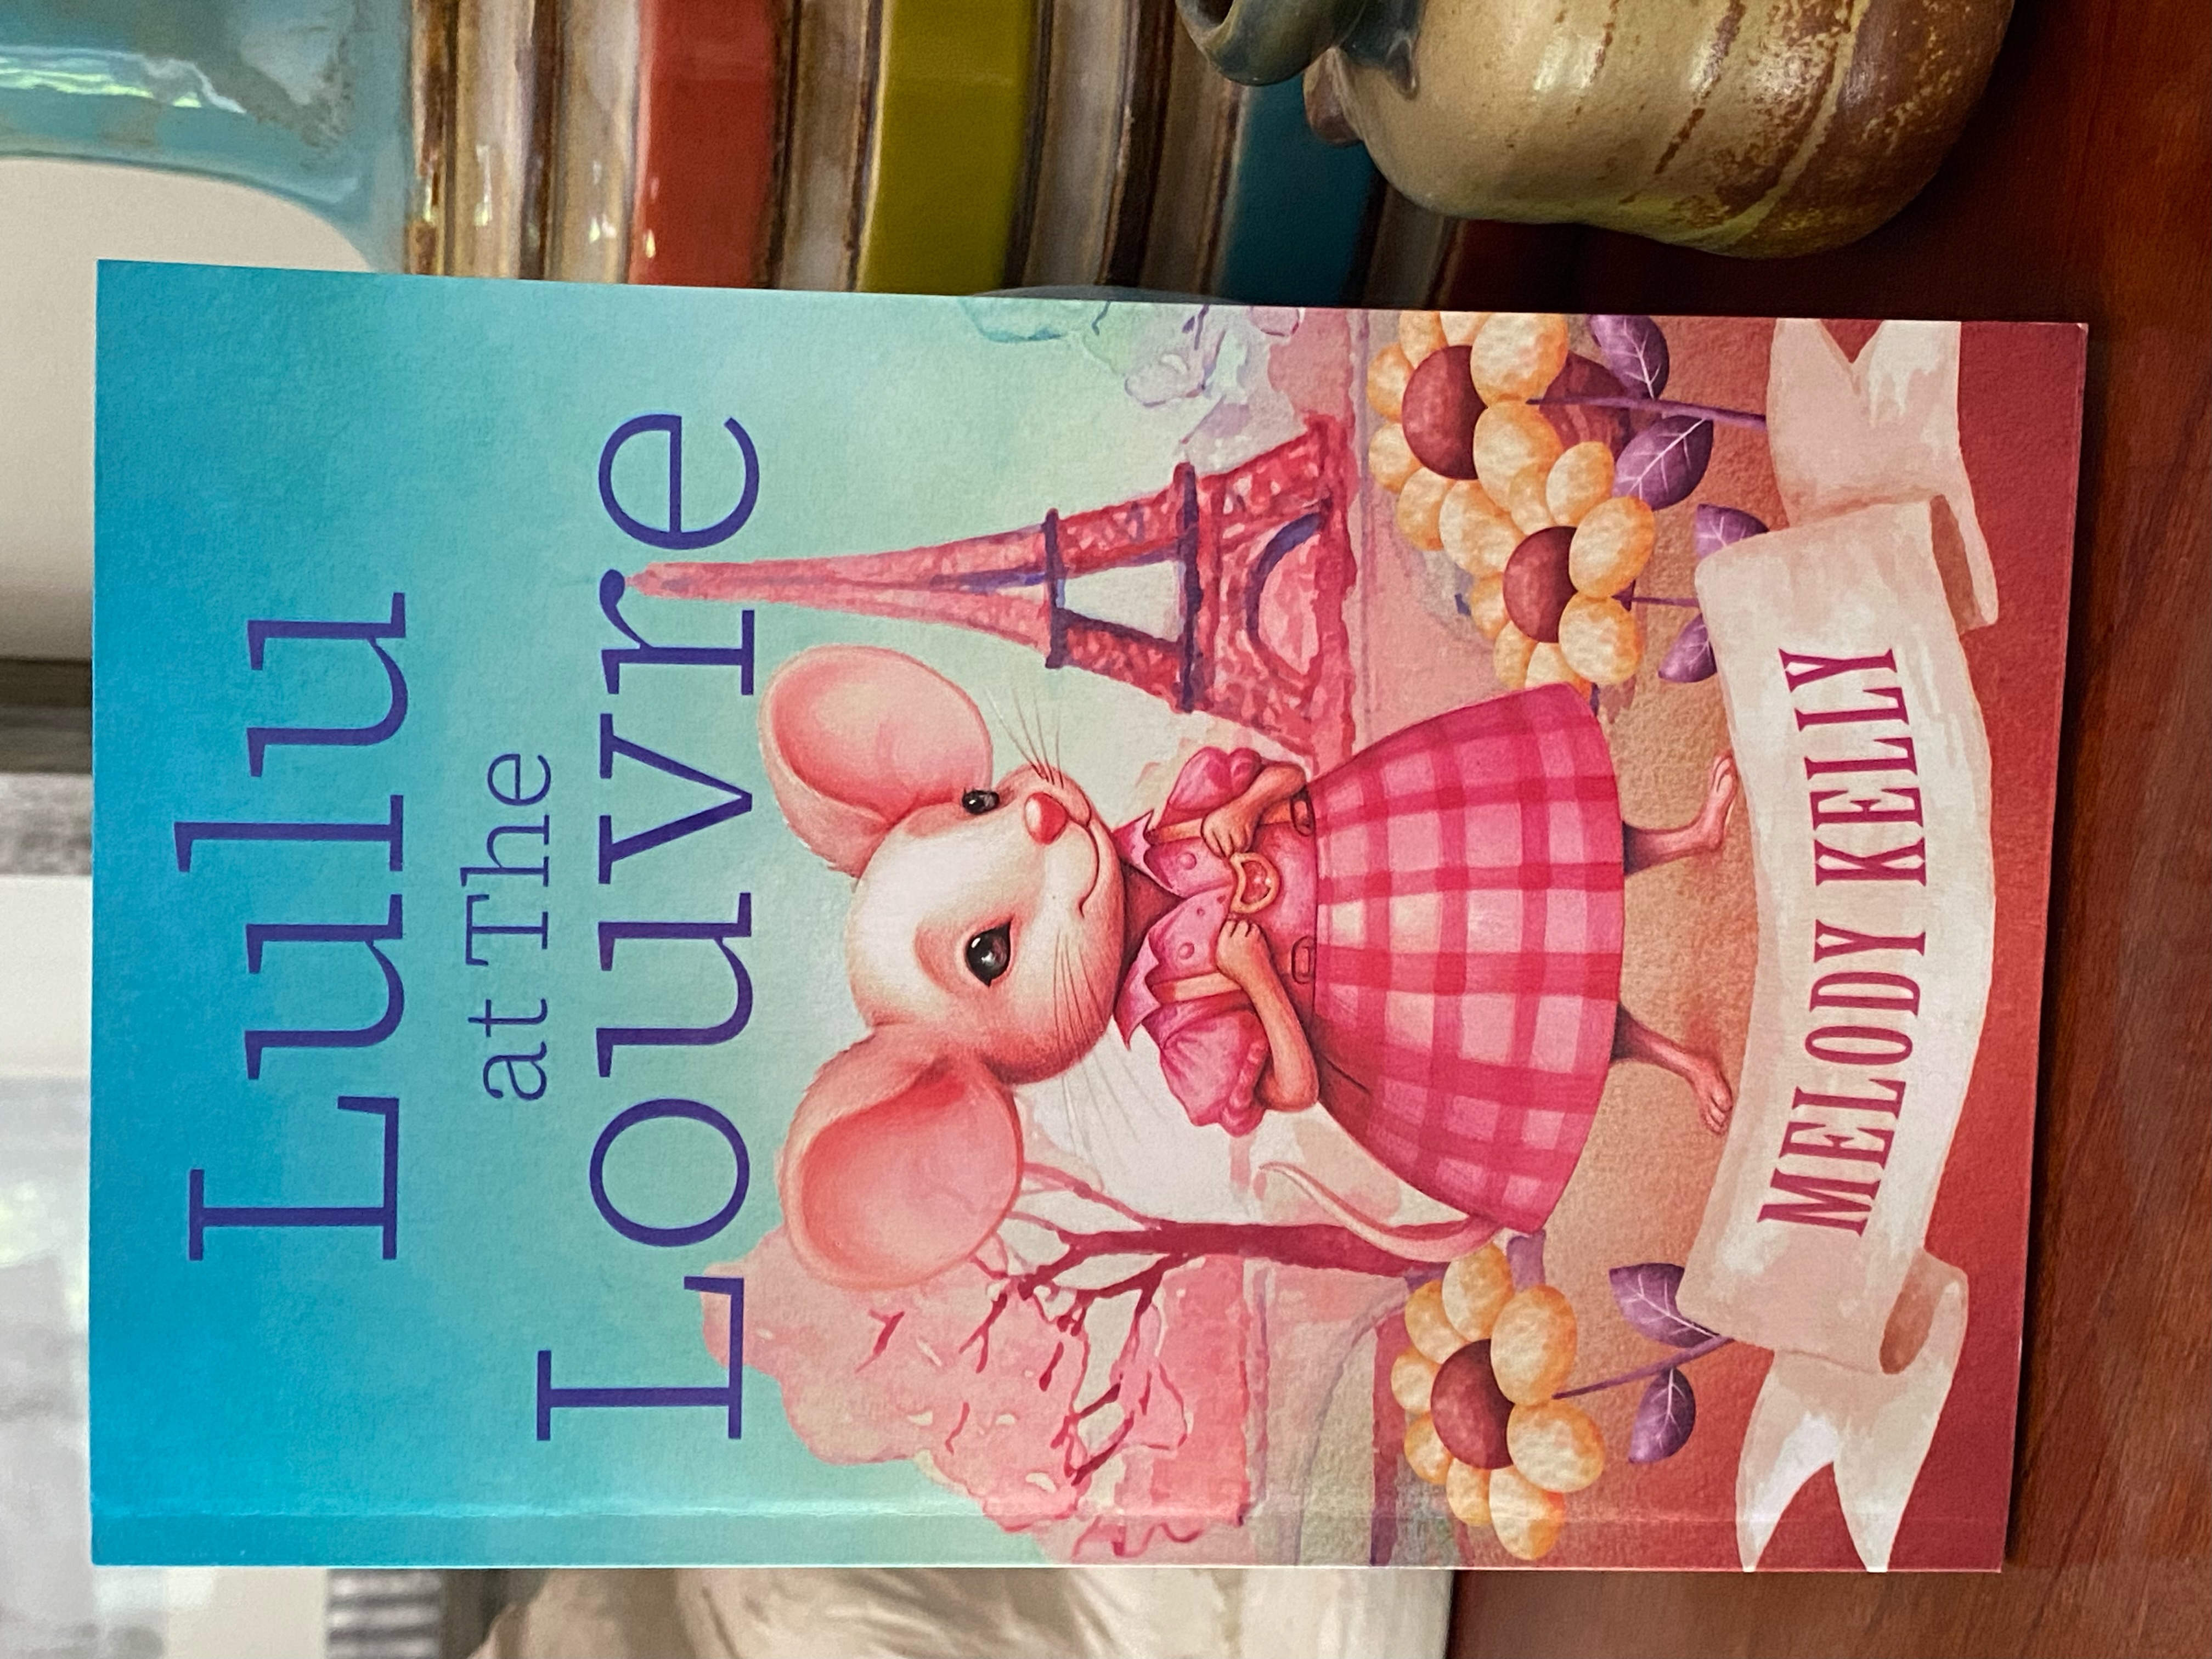 Lulu
at The
Louvre
MELODY KELLY